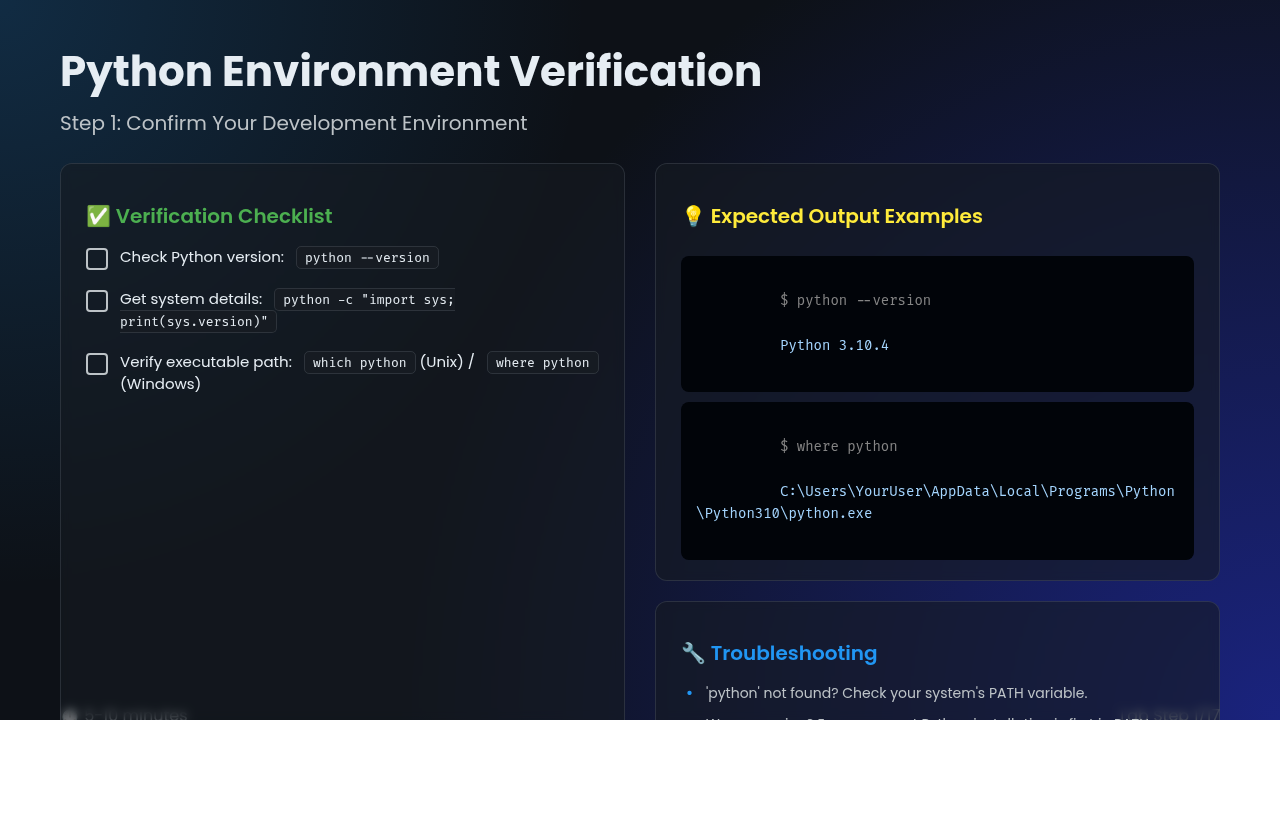 Python Environment Verification
Step 1: Confirm Your Development Environment
✅ Verification Checklist
Check Python version: python --version
Get system details: python -c "import sys;
print(sys.version)"
Verify executable path: which python (Unix) / where python
(Windows)
💡 Expected Output Examples
$ python --version
Python 3.10.4
$ where python
C:\Users\YourUser\AppData\Local\Programs\Python
\Python310\python.exe
🔧 Troubleshooting
• 'python' not found? Check your system's PATH variable.
5-10 minutes
Step 1/17